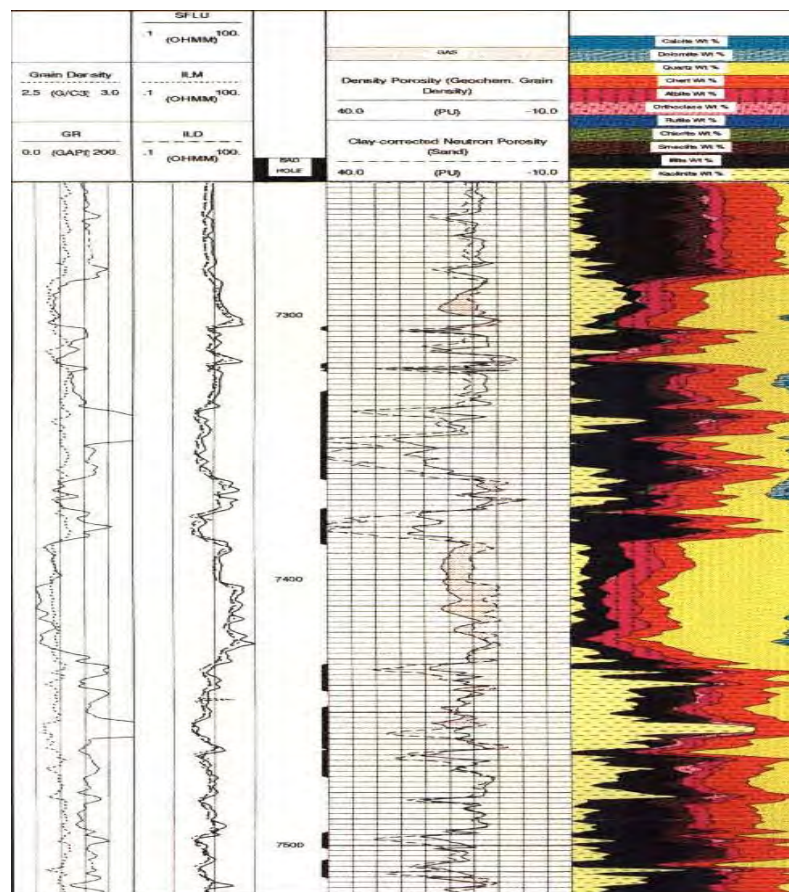 SFLU
.1 (OHMM) 100.
Grain Density
2.5 (G/C3) 3.0
ILM
.1 (OHMM) 100.
GR
0.0 (GAPI) 200.
ILD
.1 (OHMM) 100.
BAD
HOLE
GAS
Density Porosity (Geochem. Grain
Density)
40.0 (PU) -10.0
Clay-corrected Neutron Porosity
(Sand)
40.0 (PU) -10.0
Calcite Wt %
Dolomite Wt %
Quartz Wt %
Chert Wt %
Albite Wt %
Orthoclase Wt %
Rutile Wt %
Chlorite Wt %
Smectite Wt %
Illite Wt %
Kaolinite Wt %
7300
7400
7500